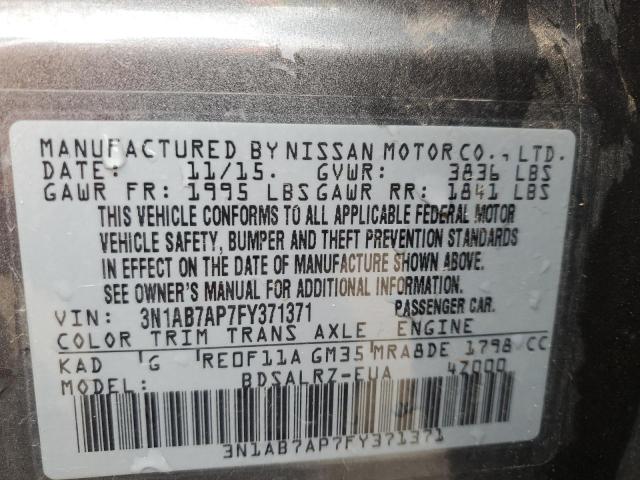 MANUFACTURED BY NISSAN MOTOR CO., LTD.
DATE: 11/15. GVWR: 3836 LBS
GAWR FR: 1995 LBS GAWR RR: 1841 LBS
THIS VEHICLE CONFORMS TO ALL APPLICABLE FEDERAL MOTOR
VEHICLE SAFETY, BUMPER AND THEFT PREVENTION STANDARDS
IN EFFECT ON THE DATE OF MANUFACTURE SHOWN ABOVE.
SEE OWNER'S MANUAL FOR ADDITIONAL INFORMATION
VIN: 3N1AB7AP7FY371371 PASSENGER CAR.
COLOR TRIM TRANS AXLE ENGINE
KAD G RE0F11A GM35 MRA8DE 1798 CC
MODEL: BDSALRZ-EUA 4Z000
3N1AB7AP7FY371371